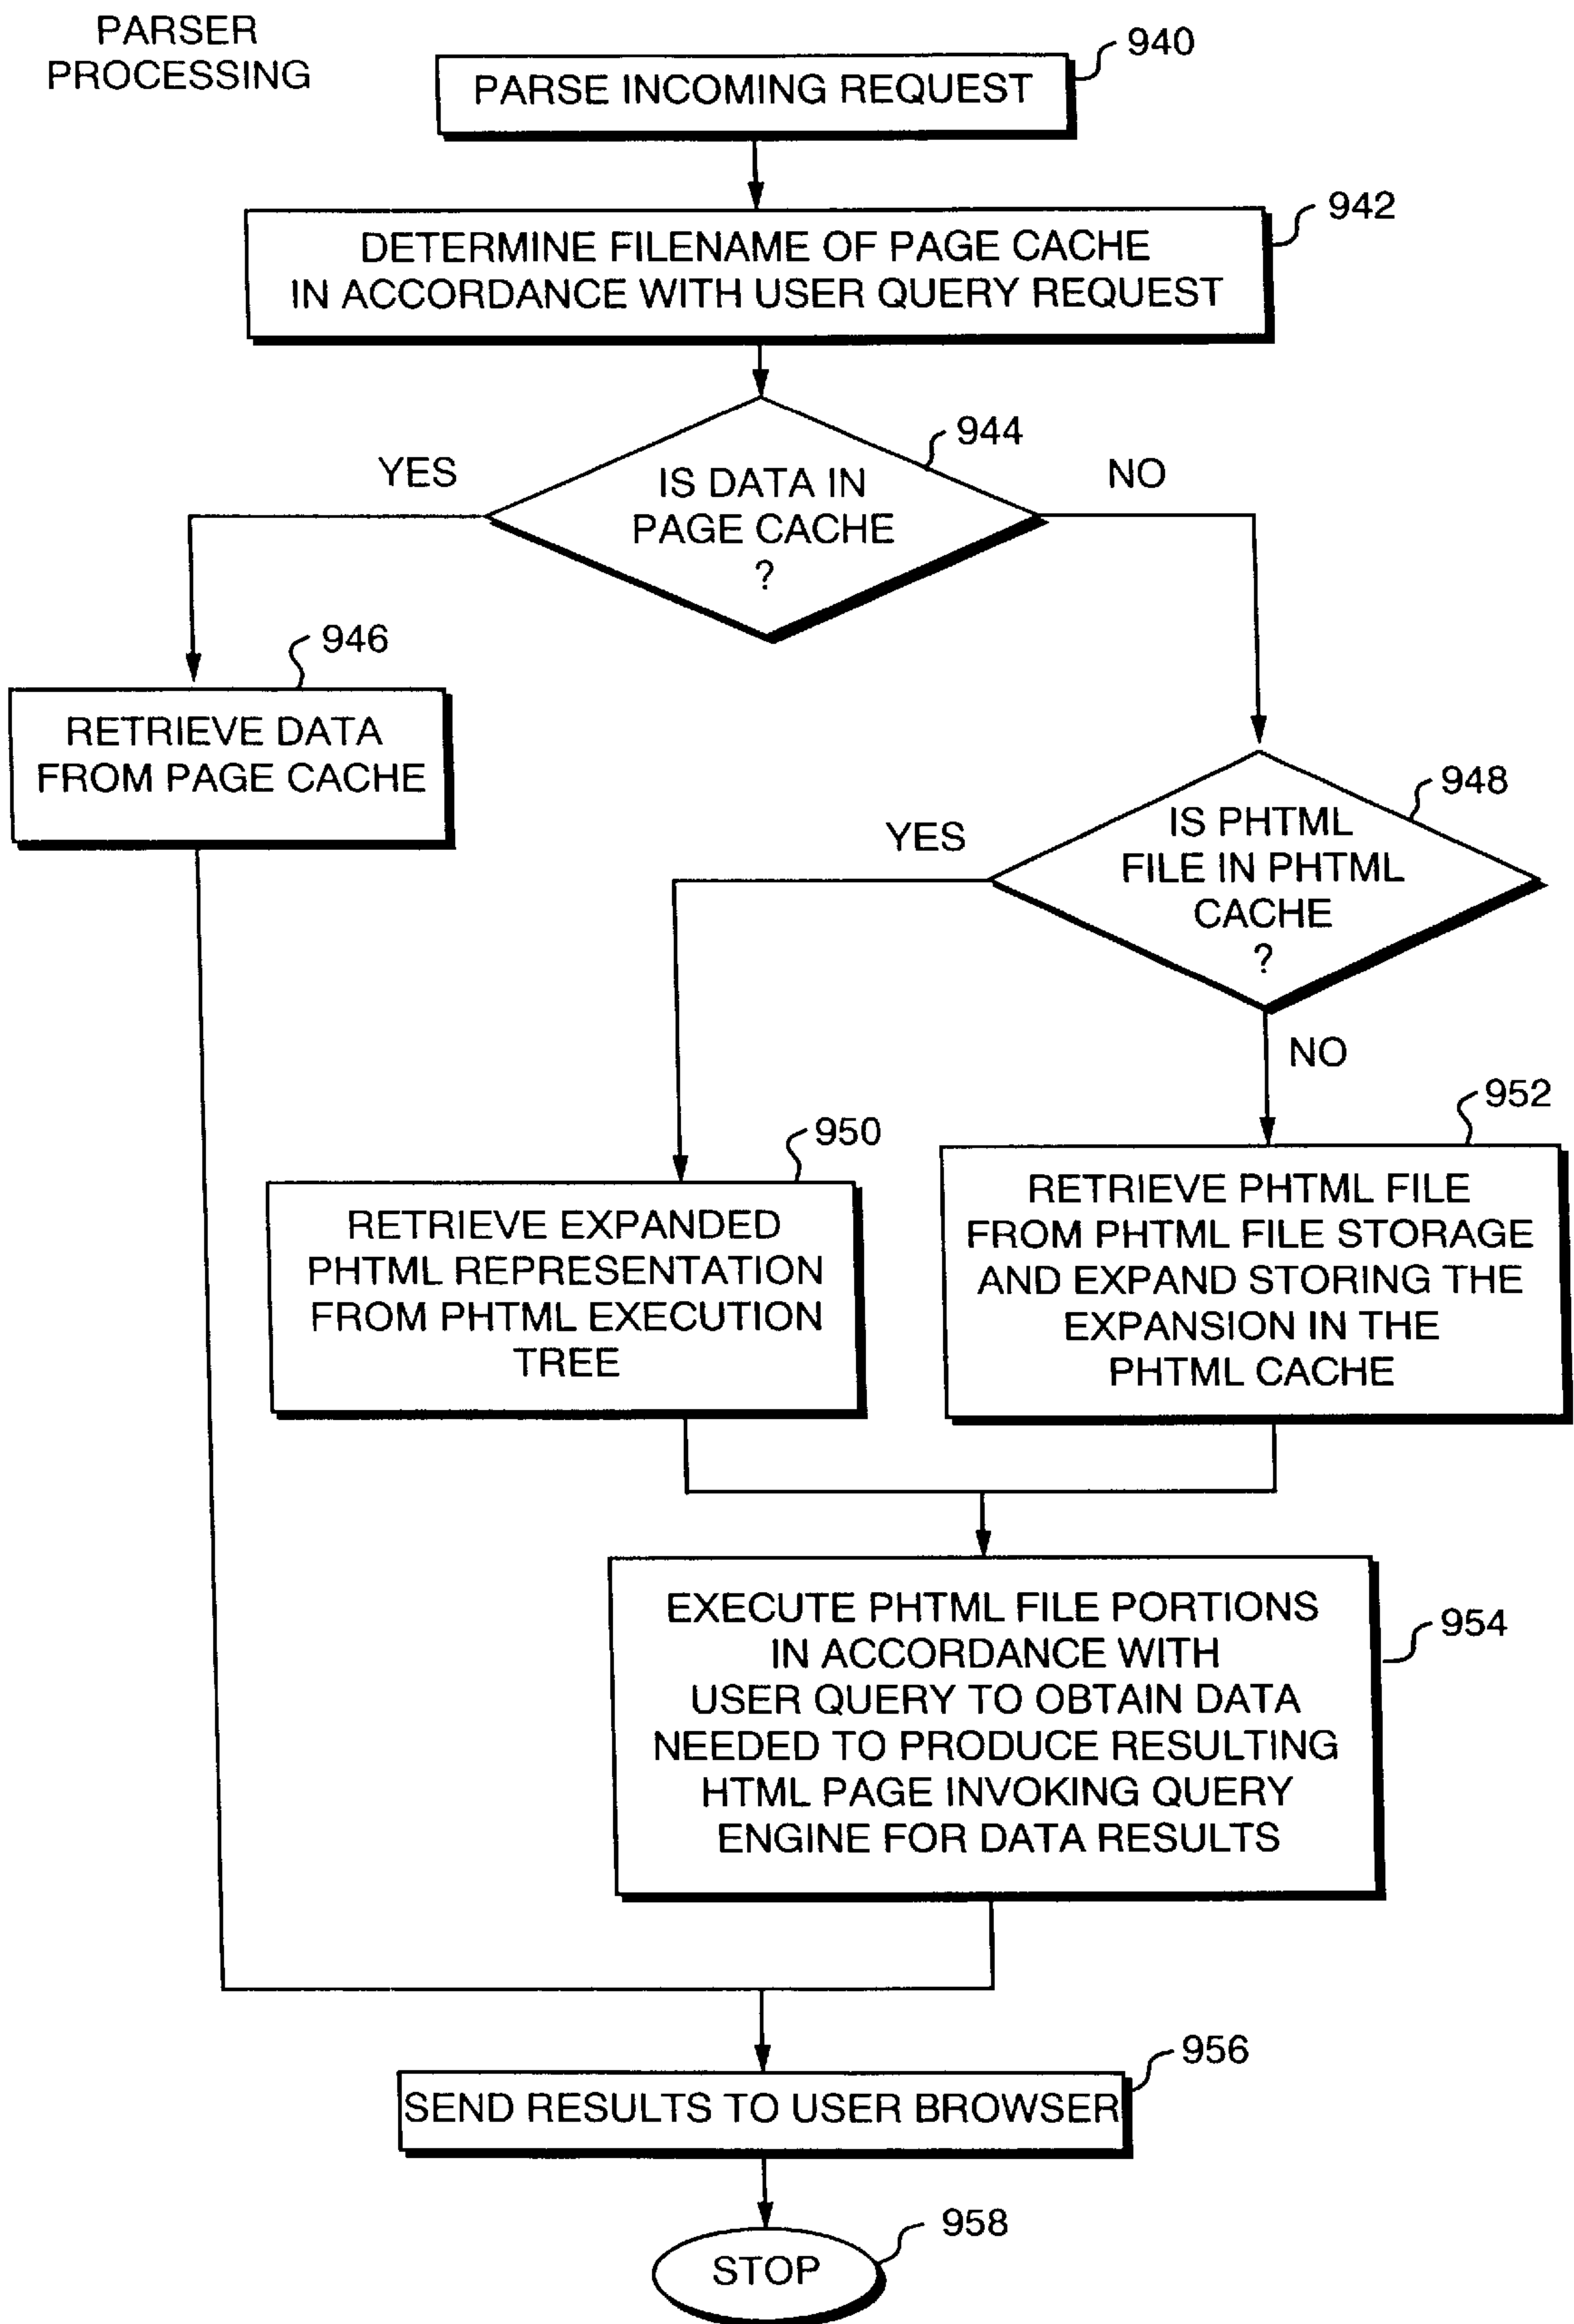 PARSER
PROCESSING
940
PARSE INCOMING REQUEST
942
DETERMINE FILENAME OF PAGE CACHE
IN ACCORDANCE WITH USER QUERY REQUEST
944
YES
IS DATA IN
PAGE CACHE
?
NO
946
RETRIEVE DATA
FROM PAGE CACHE
948
YES
IS PHTML
FILE IN PHTML
CACHE
?
NO
950
RETRIEVE EXPANDED
PHTML REPRESENTATION
FROM PHTML EXECUTION
TREE
952
RETRIEVE PHTML FILE
FROM PHTML FILE STORAGE
AND EXPAND STORING THE
EXPANSION IN THE
PHTML CACHE
954
EXECUTE PHTML FILE PORTIONS
IN ACCORDANCE WITH
USER QUERY TO OBTAIN DATA
NEEDED TO PRODUCE RESULTING
HTML PAGE INVOKING QUERY
ENGINE FOR DATA RESULTS
956
SEND RESULTS TO USER BROWSER
958
STOP